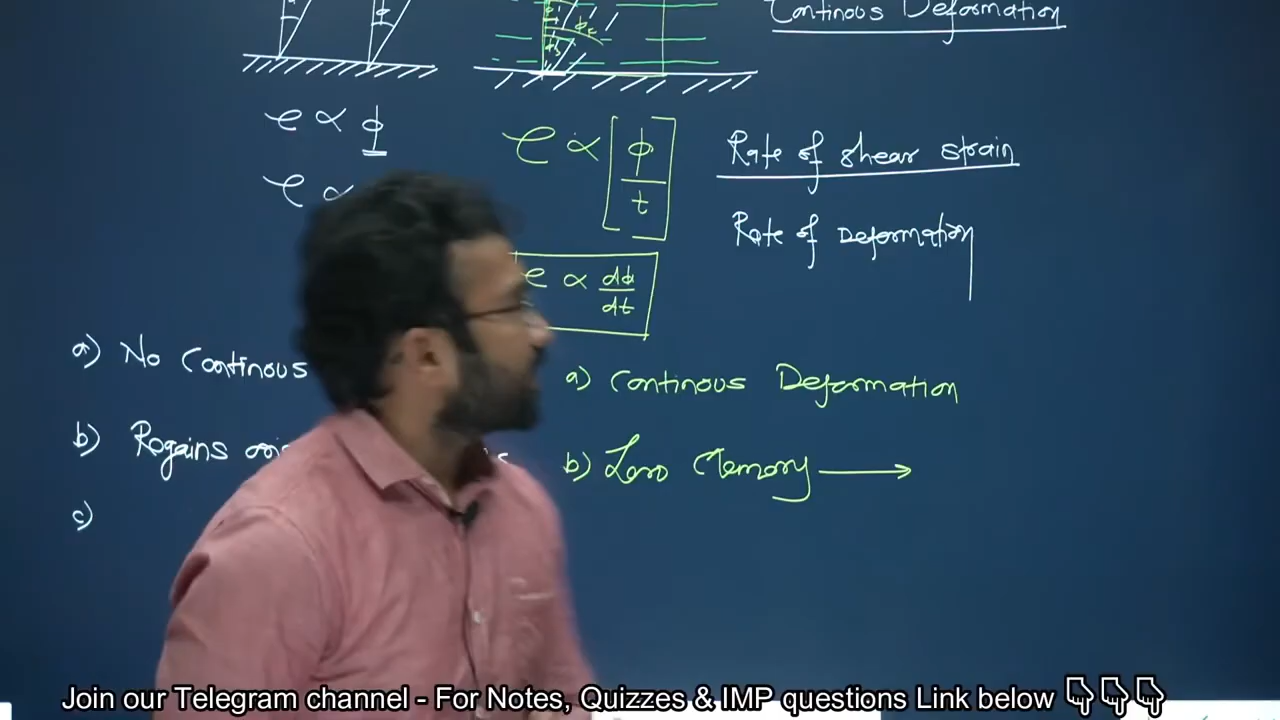 Continous Deformation
τ ∝ φ
τ ∝
τ ∝ [φ/t]
Rate of shear strain
Rate of Deformation
τ ∝ dφ/dt
a) No Continous
b) Regains
c)
a) Continous Deformation
b) Zero Memory →
Join our Telegram channel - For Notes, Quizzes & IMP questions Link below 👇👇👇